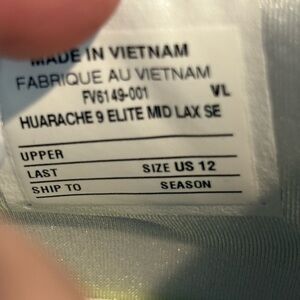 MADE IN VIETNAM
FABRIQUE AU VIETNAM
FV6149-001 VL
HUARACHE 9 ELITE MID LAX SE
UPPER
LAST SIZE US 12
SHIP TO SEASON